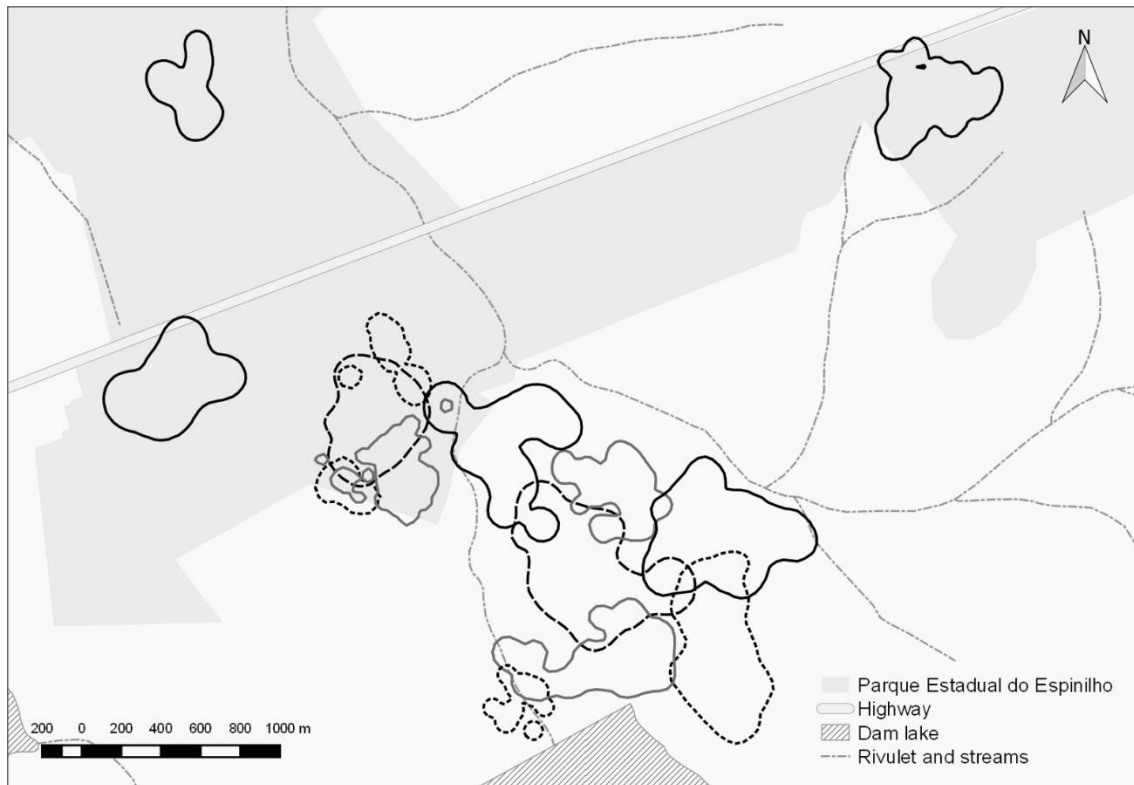 N
Parque Estadual do Espinilho
Highway
Dam lake
Rivulet and streams
200 0 200 400 600 800 1000 m